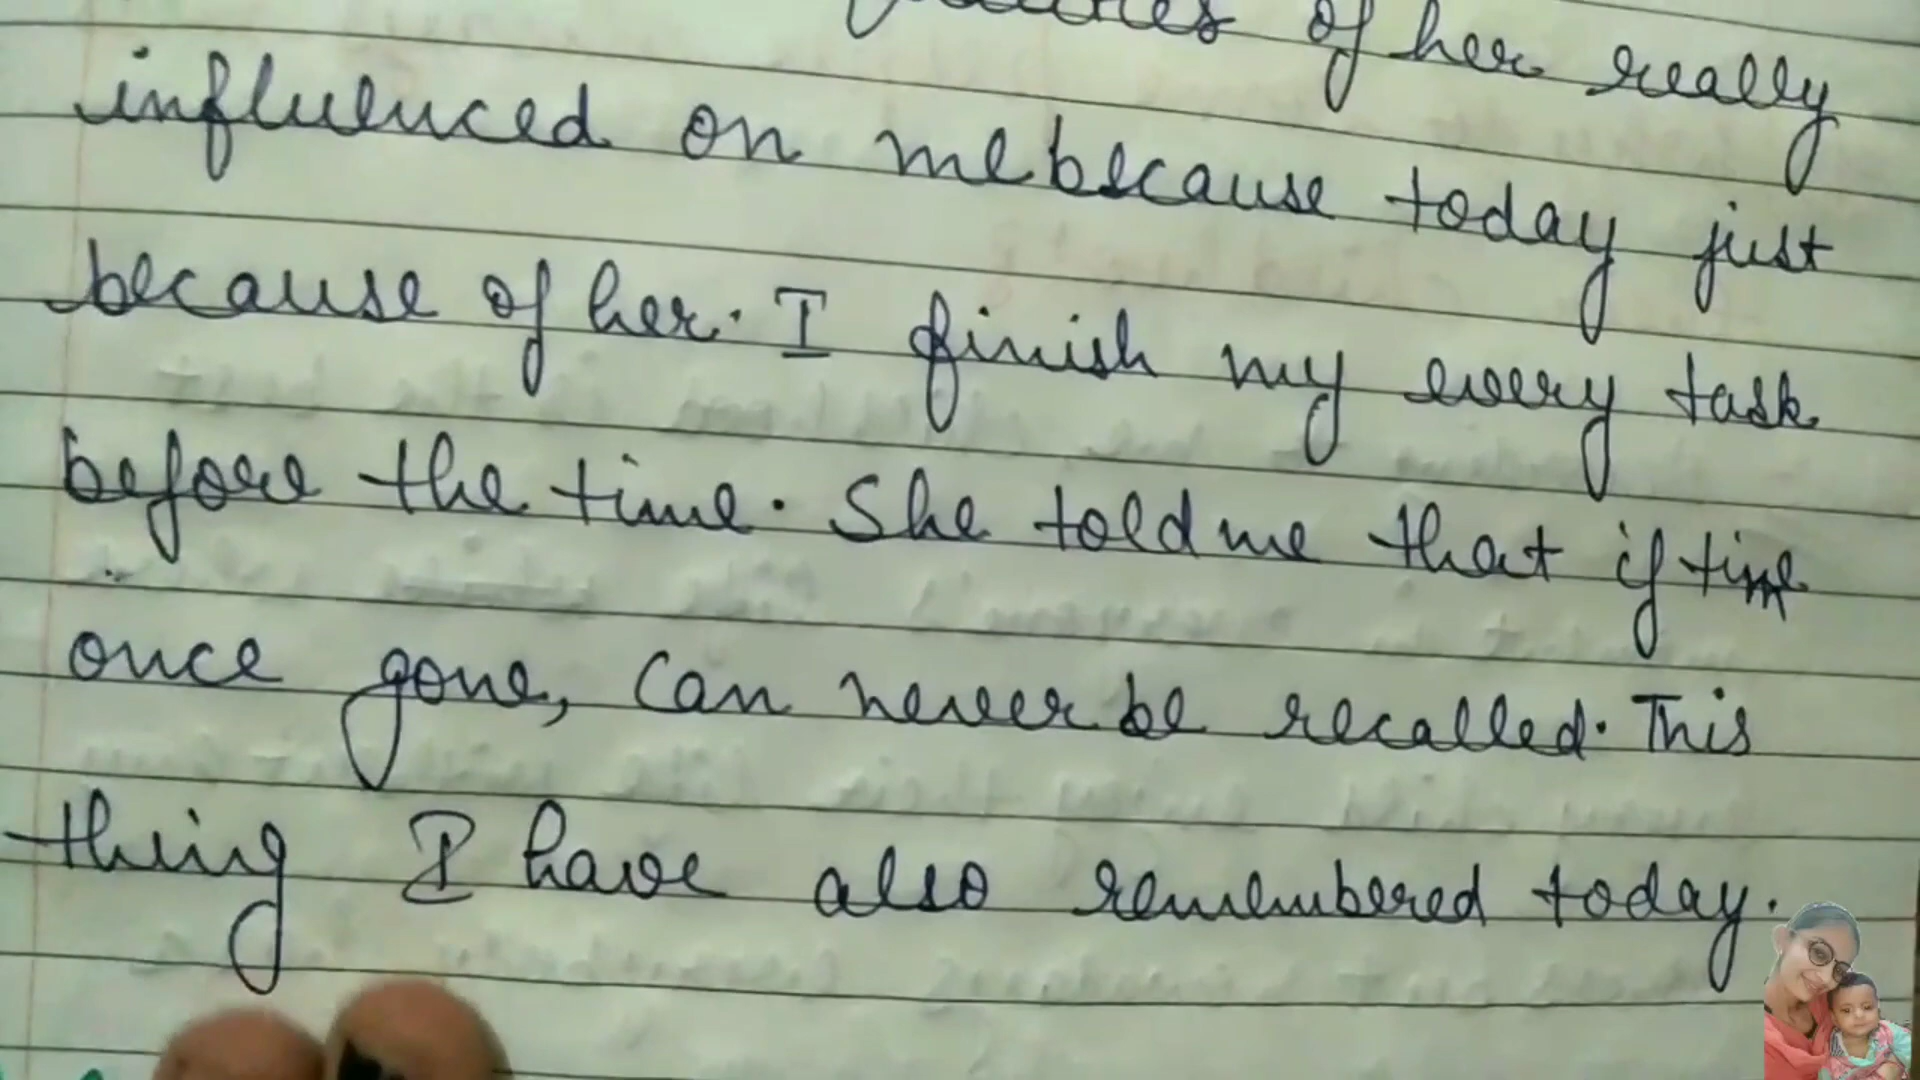 of her really
influenced on me because today just
because of her. I finish my every task
before the time. She told me that if time
once gone, can never be recalled. This
thing I have also remembered today.